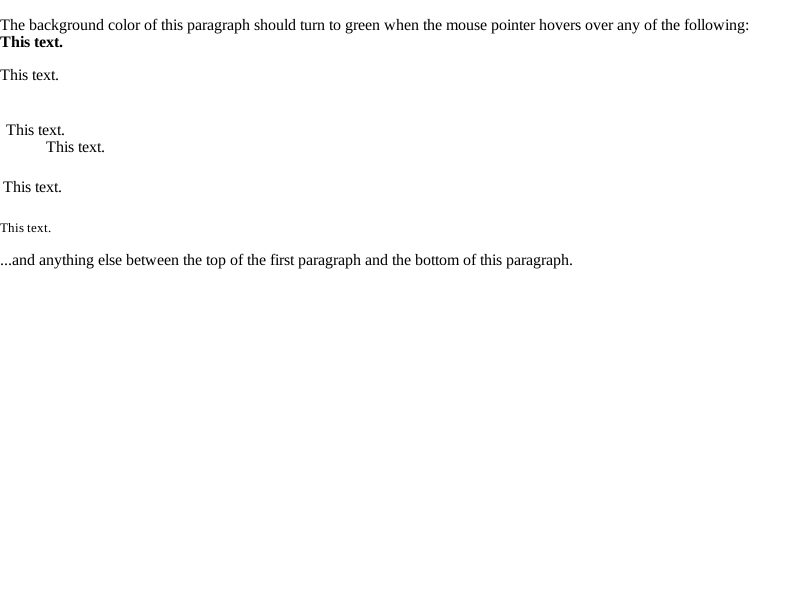 The background color of this paragraph should turn to green when the mouse pointer hovers over any of the following:
This text.
This text.
This text.
This text.
This text.
This text.
...and anything else between the top of the first paragraph and the bottom of this paragraph.